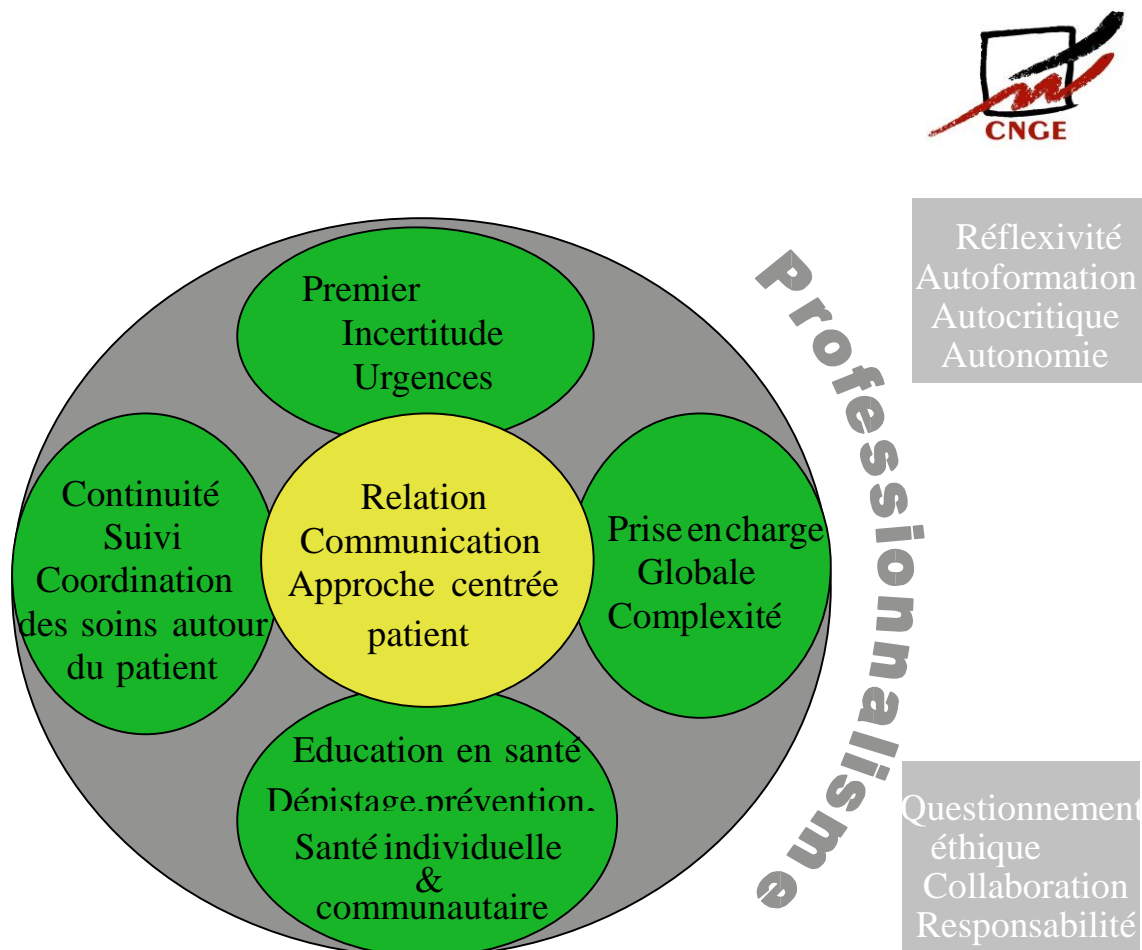 CNGE
Réflexivité
Autoformation
Autocritique
Autonomie
Professionnalisme
Premier
Incertitude
Urgences
Continuité
Suivi
Coordination
des soins autour
du patient
Relation
Communication
Approche centrée
patient
Prise en charge
Globale
Complexité
Education en santé
Dépistage,prévention,
Santé individuelle
&
communautaire
Questionnement
éthique
Collaboration
Responsabilité